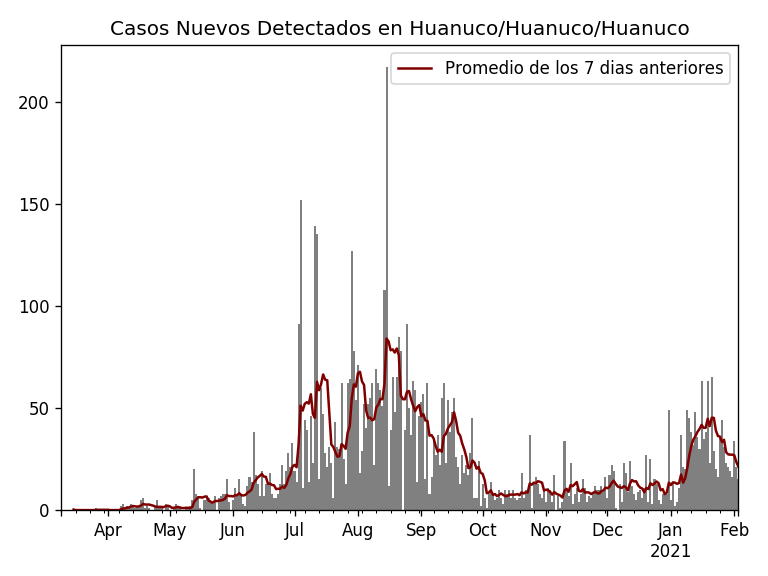 Casos Nuevos Detectados en Huanuco/Huanuco/Huanuco
Promedio de los 7 dias anteriores
200
150
100
50
0
Apr May Jun Jul Aug Sep Oct Nov Dec Jan Feb
2021